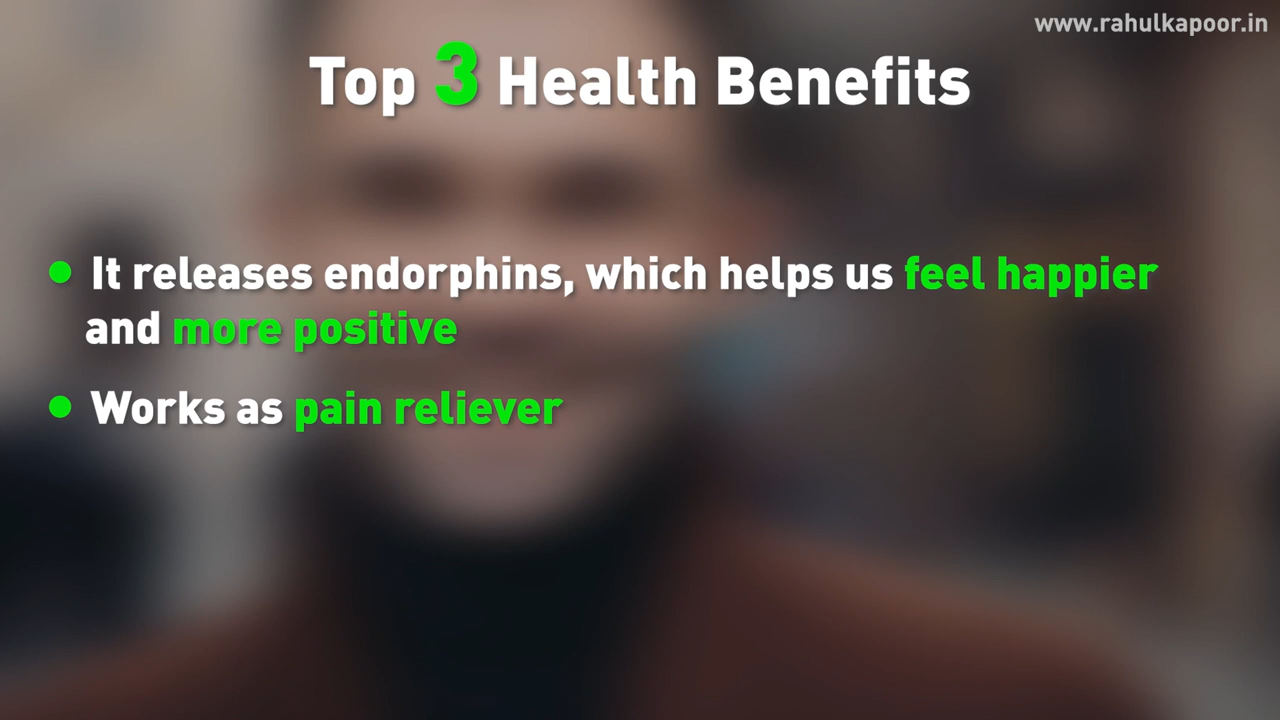 www.rahulkapoor.in
Top 3 Health Benefits
● It releases endorphins, which helps us feel happier
and more positive
● Works as pain reliever